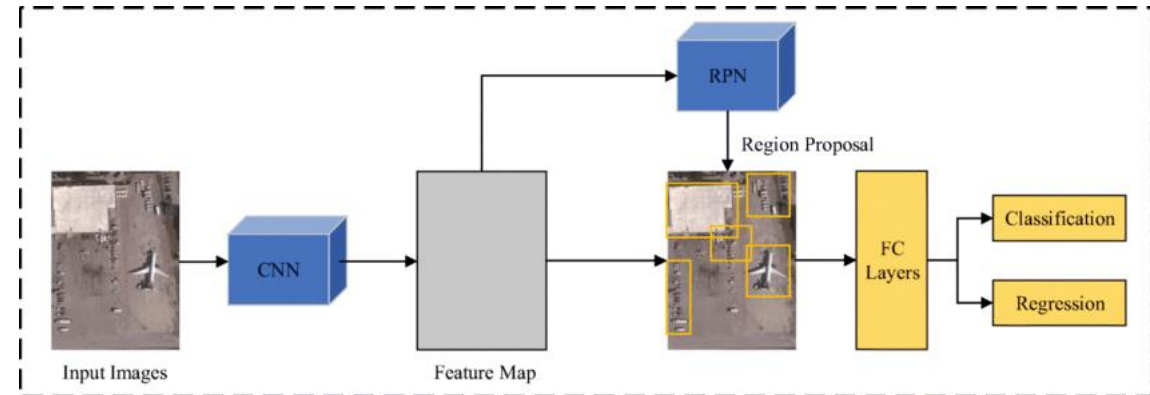 RPN
Region Proposal
CNN
FC
Layers
Classification
Regression
Input Images
Feature Map